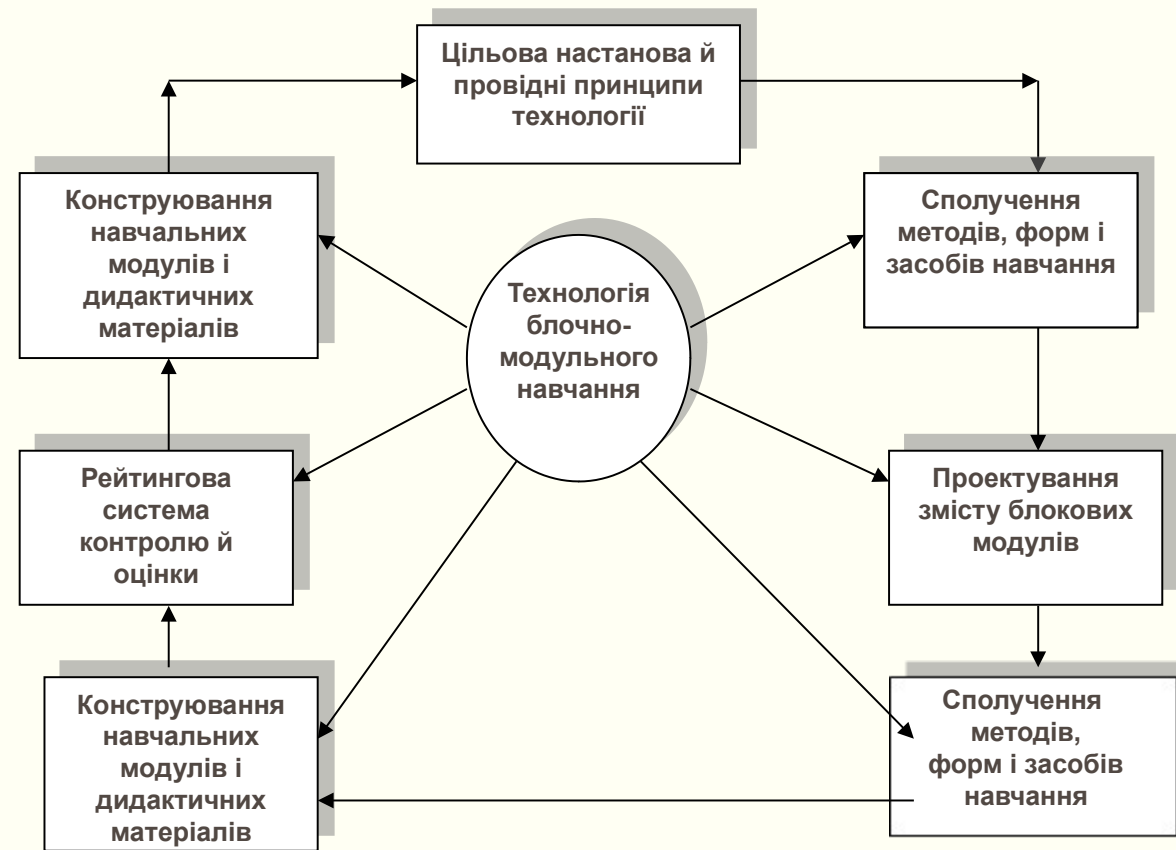 Цільова настанова й
провідні принципи
технології
Конструювання
навчальних
модулів і
дидактичних
матеріалів
Сполучення
методів, форм і
засобів навчання
Технологія
блочно-
модульного
навчання
Рейтингова
система
контролю й
оцінки
Проектування
змісту блокових
модулів
Конструювання
навчальних
модулів і
дидактичних
матеріалів
Сполучення
методів,
форм і засобів
навчання